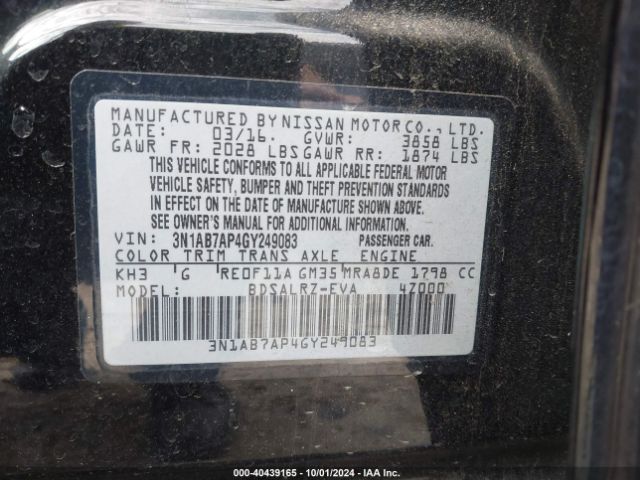 MANUFACTURED BY NISSAN MOTOR CO., LTD.
DATE: 03/16. GVWR: 3858 LBS
GAWR FR: 2028 LBS GAWR RR: 1874 LBS
THIS VEHICLE CONFORMS TO ALL APPLICABLE FEDERAL MOTOR
VEHICLE SAFETY, BUMPER AND THEFT PREVENTION STANDARDS
IN EFFECT ON THE DATE OF MANUFACTURE SHOWN ABOVE.
SEE OWNER'S MANUAL FOR ADDITIONAL INFORMATION.
VIN: 3N1AB7AP4GY249083 PASSENGER CAR.
COLOR TRIM TRANS AXLE ENGINE
KH3 G RE0F11A GM35 MRA8DE 1798 CC
MODEL: BDSALRZ-EVA 4Z000
3N1AB7AP4GY249083
000-40439165 - 10/01/2024 - IAA Inc.